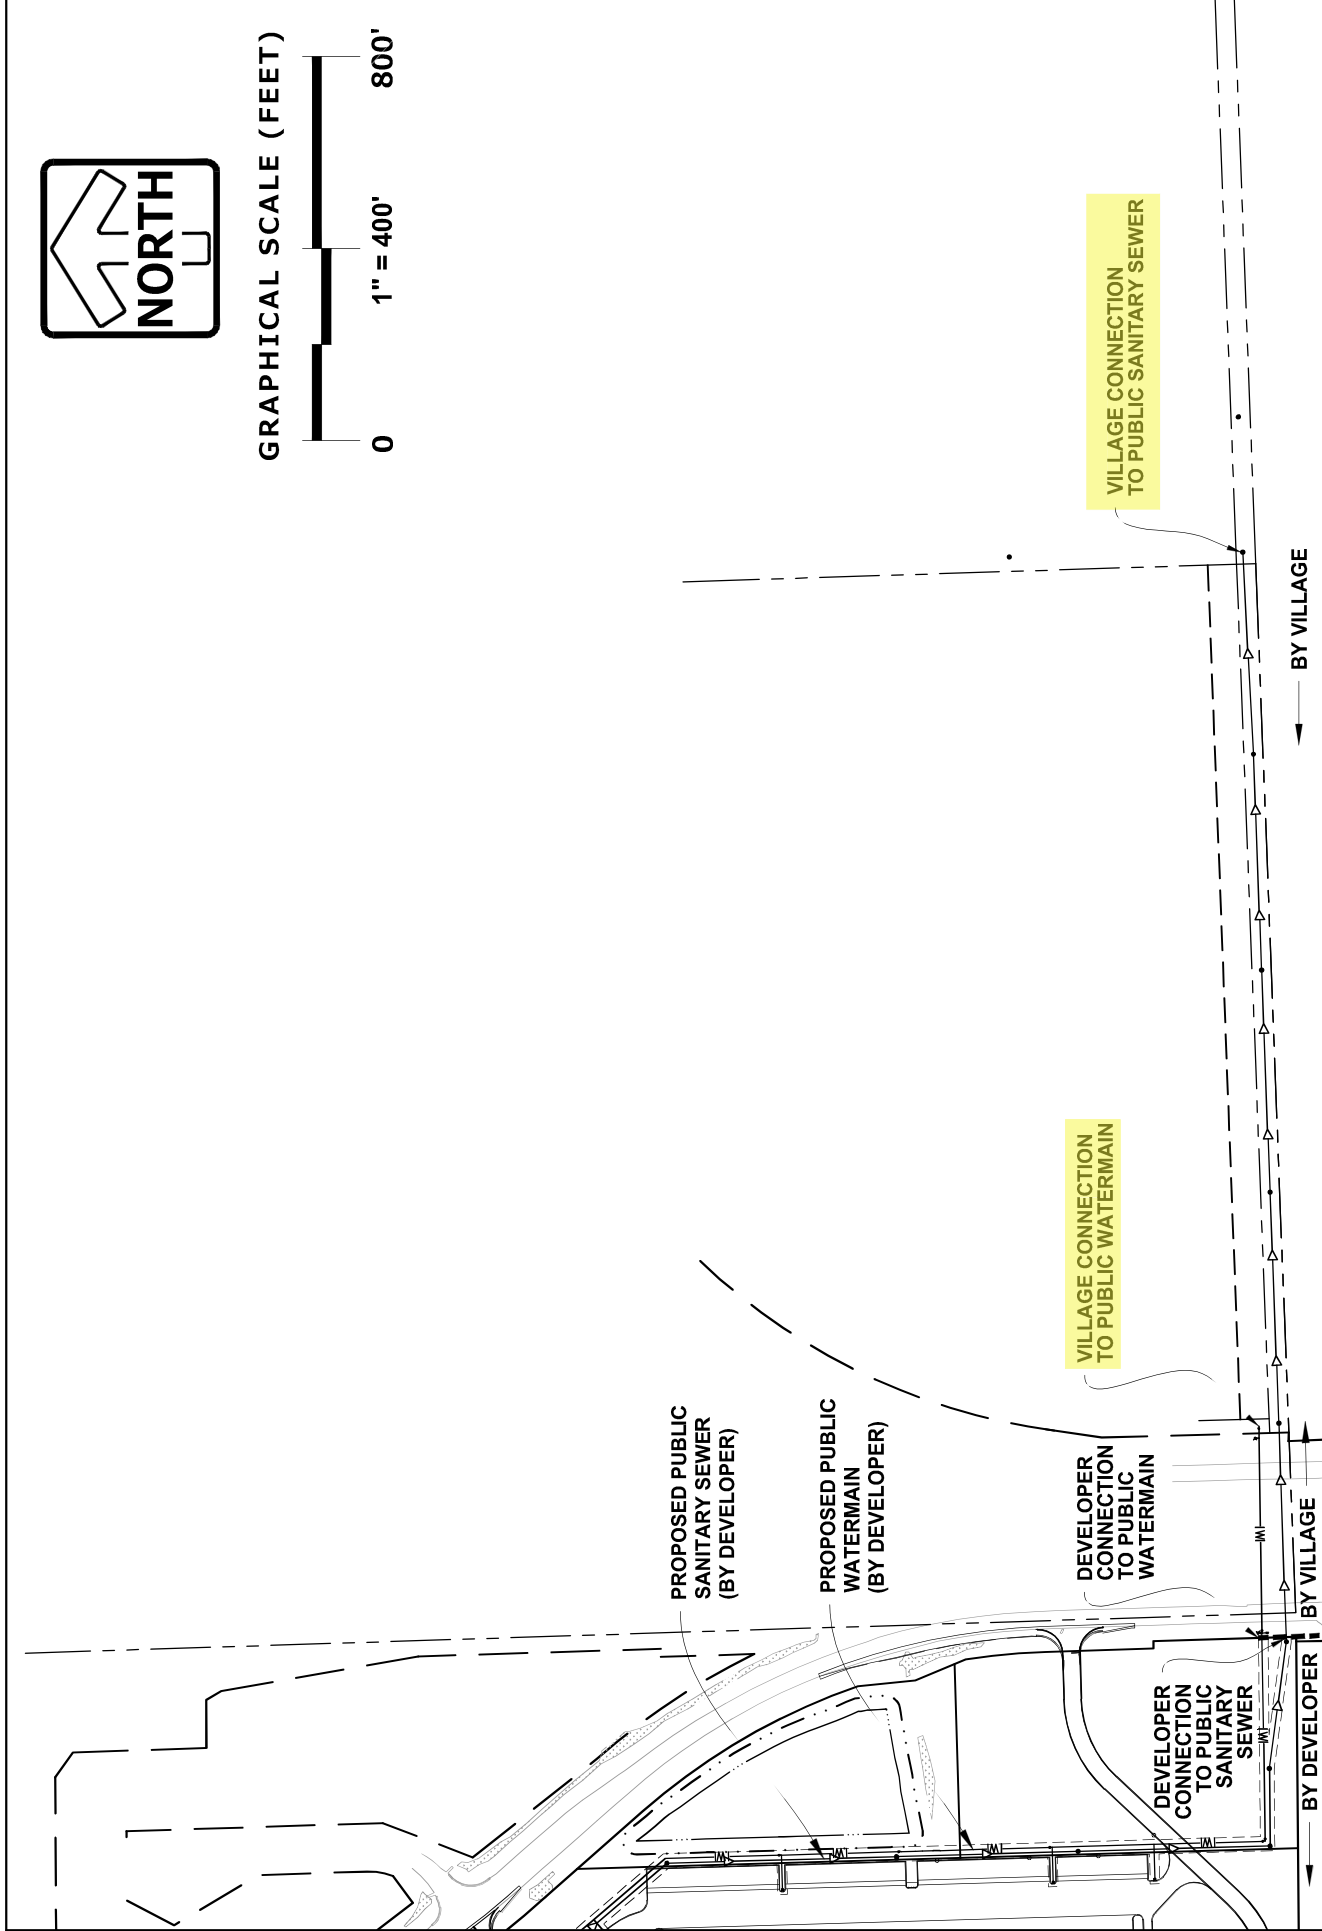 NORTH
GRAPHICAL SCALE (FEET)
0
1" = 400'
800'
VILLAGE CONNECTION
TO PUBLIC SANITARY SEWER
BY VILLAGE
VILLAGE CONNECTION
TO PUBLIC WATERMAIN
PROPOSED PUBLIC
SANITARY SEWER
(BY DEVELOPER)
PROPOSED PUBLIC
WATERMAIN
(BY DEVELOPER)
DEVELOPER
CONNECTION
TO PUBLIC
WATERMAIN
DEVELOPER
CONNECTION
TO PUBLIC
SANITARY
SEWER
BY DEVELOPER
BY VILLAGE
W
W
W
W
W
W